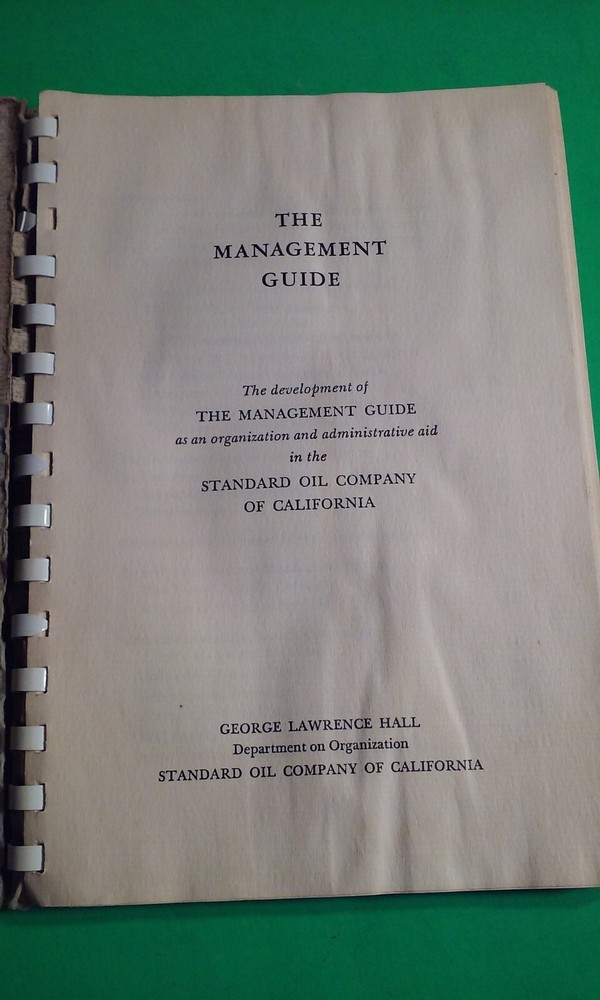 THE
MANAGEMENT
GUIDE
The development of
THE MANAGEMENT GUIDE
as an organization and administrative aid
in the
STANDARD OIL COMPANY
OF CALIFORNIA
GEORGE LAWRENCE HALL
Department on Organization
STANDARD OIL COMPANY OF CALIFORNIA